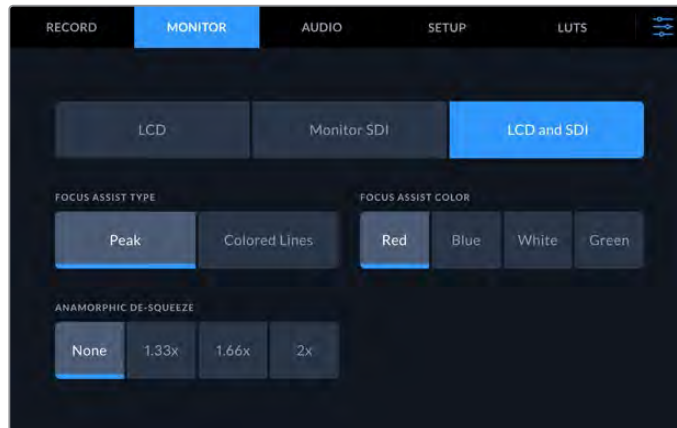 RECORD MONITOR AUDIO SETUP LUTS
LCD Monitor SDI LCD and SDI
FOCUS ASSIST TYPE FOCUS ASSIST COLOR
Peak Colored Lines Red Blue White Green
ANAMORPHIC DE-SQUEEZE
None 1.33x 1.66x 2x